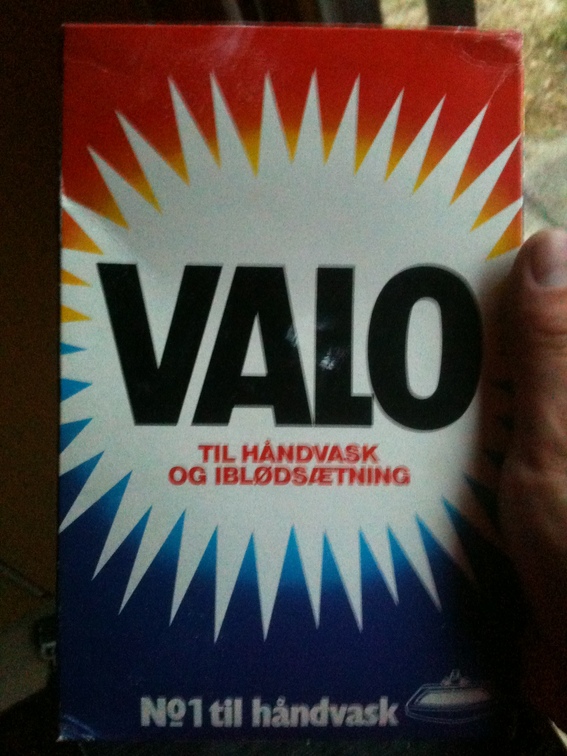 VALO
TIL HÅNDVASK
OG IBLØDSÆTNING
Nº1 til håndvask